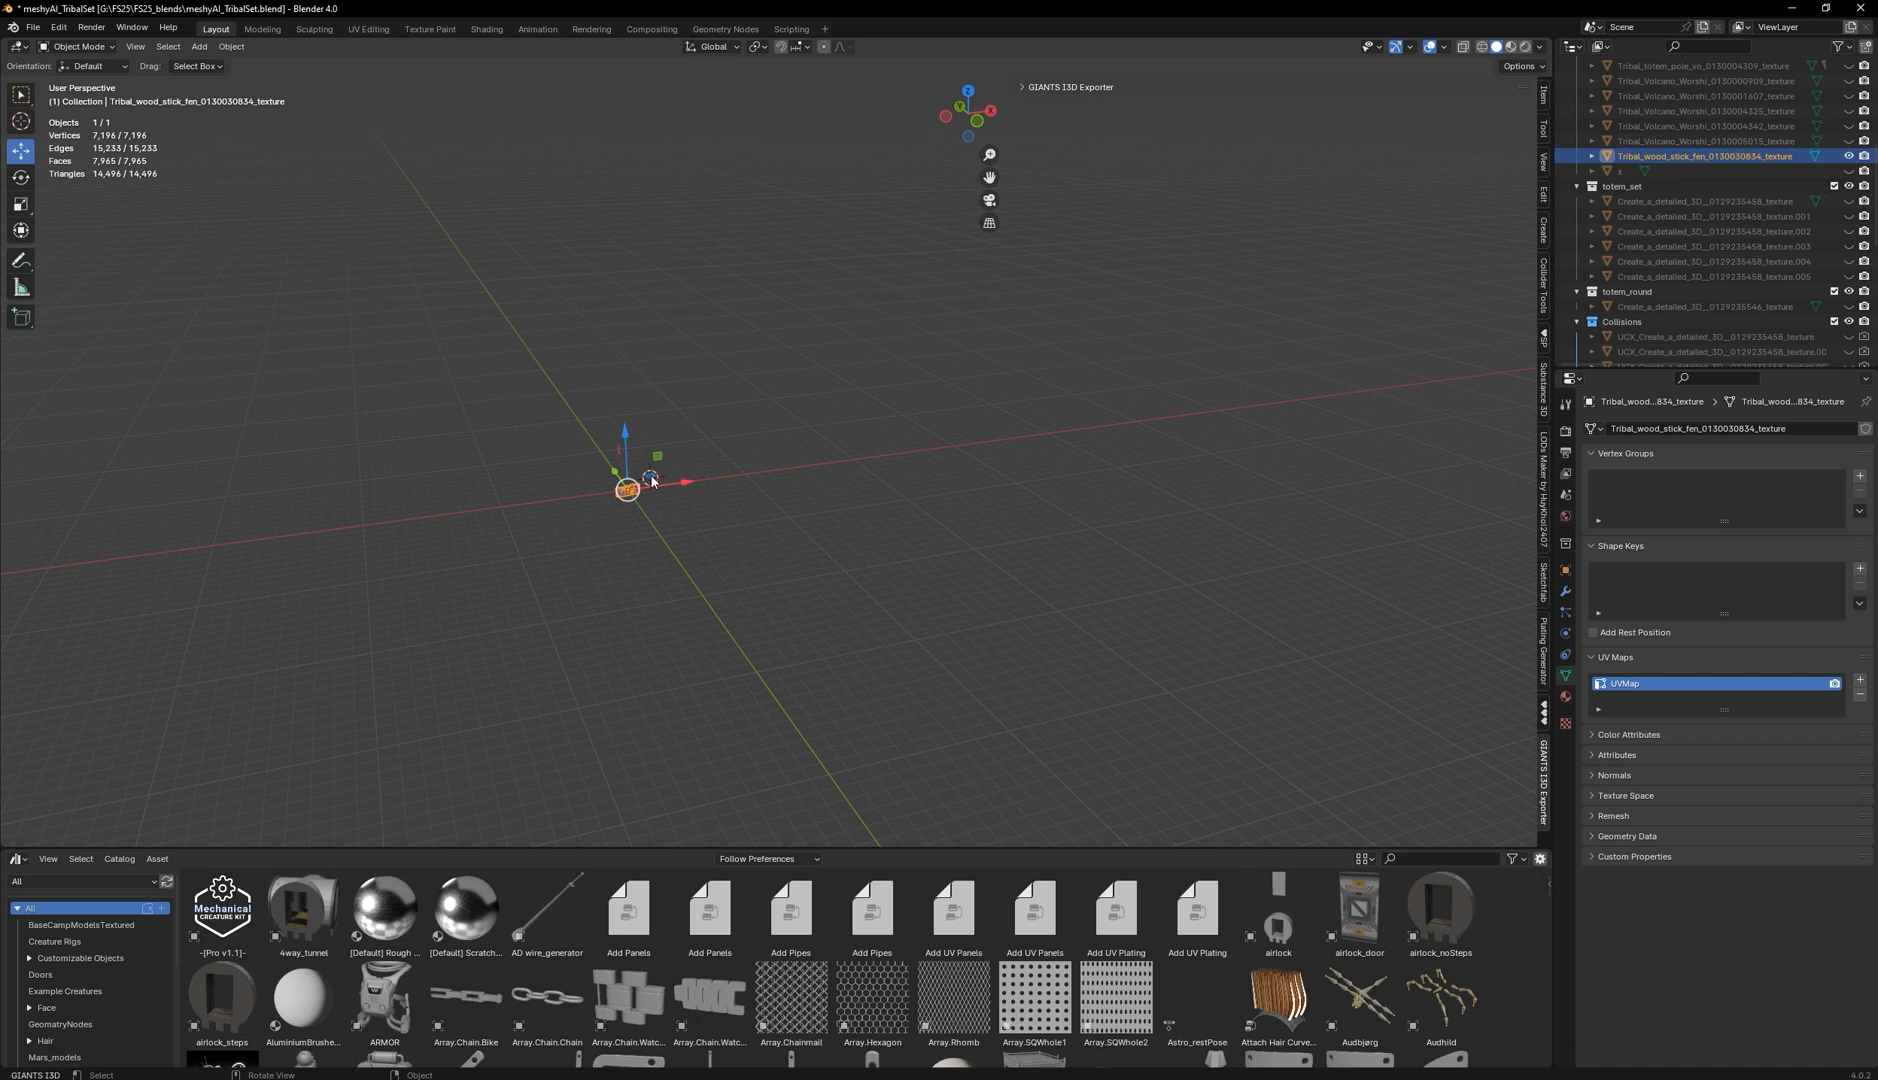 * meshyAI_TribalSet [G:\FS25\FS25_blends\meshyAI_TribalSet.blend] - Blender 4.0
File Edit Render Window Help
Layout Modeling Sculpting UV Editing Texture Paint Shading Animation Rendering Compositing Geometry Nodes Scripting +
Scene
ViewLayer
Object Mode View Select Add Object
Global
Orientation: Default Drag: Select Box
Options
User Perspective
(1) Collection | Tribal_wood_stick_fen_0130030834_texture
Objects 1 / 1
Vertices 7,196 / 7,196
Edges 15,233 / 15,233
Faces 7,965 / 7,965
Triangles 14,496 / 14,496
Z
Y
X
GIANTS I3D Exporter
Item
Tool
View
Edit
Create
Collider Tools
♥SP
Substance 3D
LODs Maker by HuyKhoi2407
Sketchfab
Plating Generator
♥♥♥
GIANTS I3D Exporter
Tribal_totem_pole_vo_0130004309_texture
Tribal_Volcano_Worshi_0130000909_texture
Tribal_Volcano_Worshi_0130001607_texture
Tribal_Volcano_Worshi_0130004325_texture
Tribal_Volcano_Worshi_0130004342_texture
Tribal_Volcano_Worshi_0130005015_texture
Tribal_wood_stick_fen_0130030834_texture
x
totem_set
Create_a_detailed_3D__0129235458_texture
Create_a_detailed_3D__0129235458_texture.001
Create_a_detailed_3D__0129235458_texture.002
Create_a_detailed_3D__0129235458_texture.003
Create_a_detailed_3D__0129235458_texture.004
Create_a_detailed_3D__0129235458_texture.005
totem_round
Create_a_detailed_3D__0129235546_texture
Collisions
UCX_Create_a_detailed_3D__0129235458_texture
UCX_Create_a_detailed_3D__0129235458_texture.00
Tribal_wood...834_texture > Tribal_wood...834_texture
Tribal_wood_stick_fen_0130030834_texture
Vertex Groups
Shape Keys
Add Rest Position
UV Maps
UVMap
Color Attributes
Attributes
Normals
Texture Space
Remesh
Geometry Data
Custom Properties
View Select Catalog Asset
Follow Preferences
All
All
BaseCampModelsTextured
Creature Rigs
Customizable Objects
Doors
Example Creatures
Face
GeometryNodes
Hair
Mars_models
Mechanical
CREATURE KIT
-[Pro v1.1]- 4way_tunnel [Default] Rough ... [Default] Scratch... AD wire_generator Add Panels Add Panels Add Pipes Add Pipes Add UV Panels Add UV Panels Add UV Plating Add UV Plating airlock airlock_door airlock_noSteps
airlock_steps AluminiumBrushe... ARMOR Array.Chain.Bike Array.Chain.Chain Array.Chain.Watc... Array.Chain.Watc... Array.Chainmail Array.Hexagon Array.Rhomb Array.SQWhole1 Array.SQWhole2 Astro_restPose Attach Hair Curve... Audbjørg Audhild
GIANTS I3D Select Rotate View Object 4.0.2